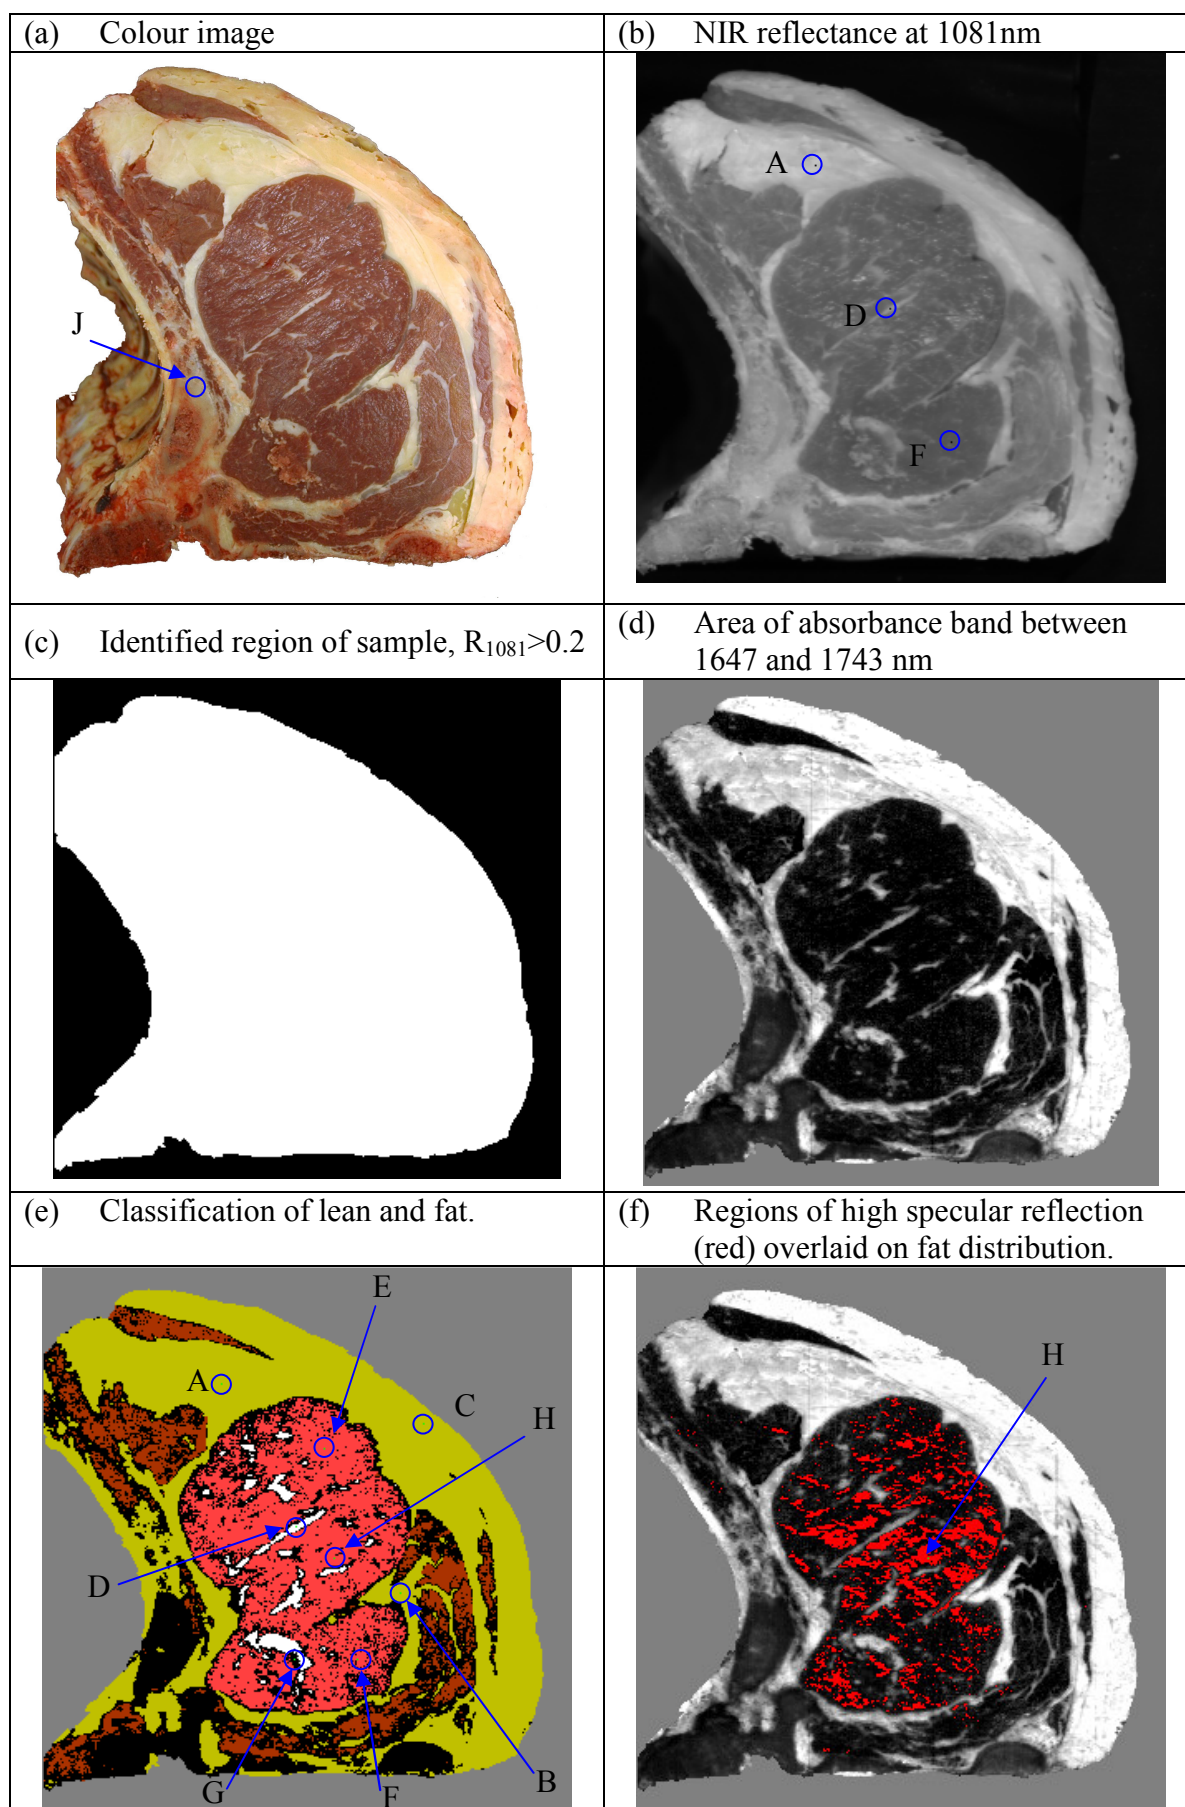 (a) Colour image
(b) NIR reflectance at 1081nm
J
A
D
F
(c) Identified region of sample, R₁₀₈₁>0.2
(d) Area of absorbance band between
1647 and 1743 nm
(e) Classification of lean and fat.
(f) Regions of high specular reflection
(red) overlaid on fat distribution.
E
A
C
H
D
G
F
B
H